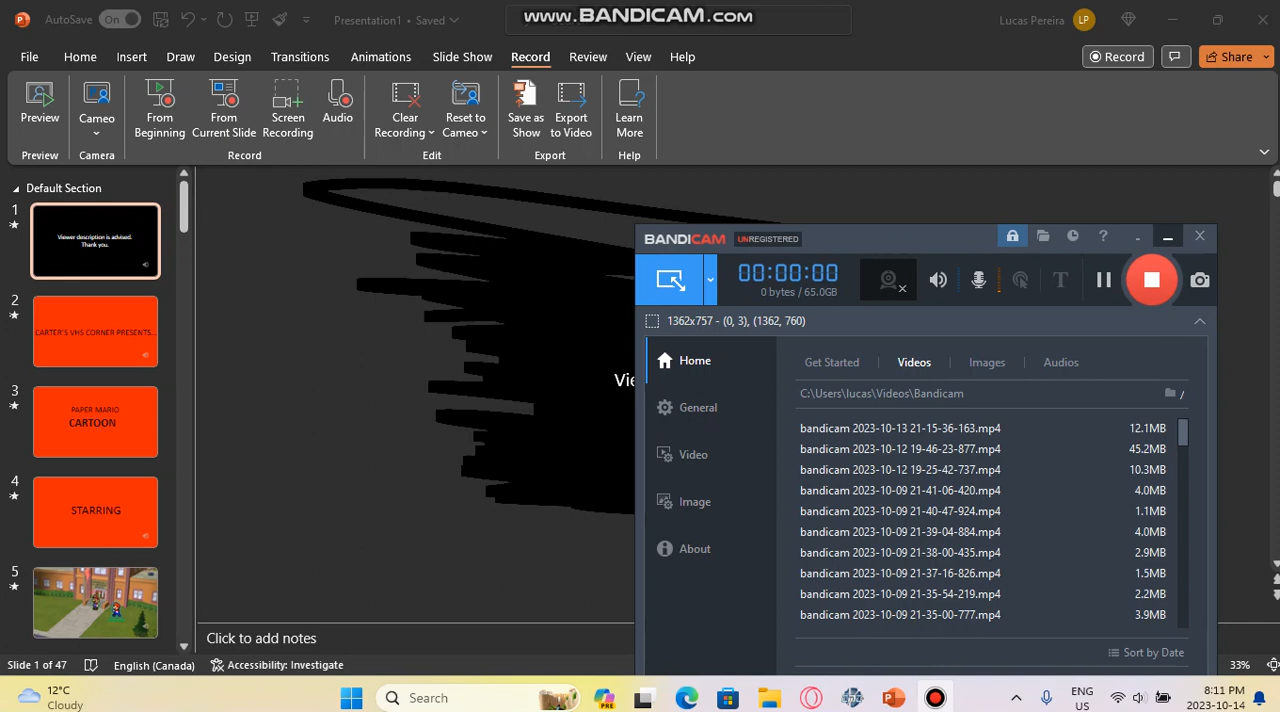 AutoSave
On
Presentation1 • Saved
www.BANDICAM.com
Lucas Pereira
LP
File
Home
Insert
Draw
Design
Transitions
Animations
Slide Show
Record
Review
View
Help
Record
Share
Preview
Cameo
From Beginning
From Current Slide
Screen Recording
Audio
Clear Recording
Reset to Cameo
Save as Show
Export to Video
Learn More
Preview
Camera
Record
Edit
Export
Help
Default Section
1
Viewer description is advised.
Thank you.
2
CARTER'S VHS CORNER PRESENTS...
3
PAPER MARIO
CARTOON
4
STARRING
5
Vie
BANDICAM
UNREGISTERED
00:00:00
0 bytes / 65.0GB
1362x757 - (0, 3), (1362, 760)
Home
General
Video
Image
About
Get Started
Videos
Images
Audios
C:\Users\lucas\Videos\Bandicam
/
bandicam 2023-10-13 21-15-36-163.mp4 12.1MB
bandicam 2023-10-12 19-46-23-877.mp4 45.2MB
bandicam 2023-10-12 19-25-42-737.mp4 10.3MB
bandicam 2023-10-09 21-41-06-420.mp4 4.0MB
bandicam 2023-10-09 21-40-47-924.mp4 1.1MB
bandicam 2023-10-09 21-39-04-884.mp4 4.0MB
bandicam 2023-10-09 21-38-00-435.mp4 2.9MB
bandicam 2023-10-09 21-37-16-826.mp4 1.5MB
bandicam 2023-10-09 21-35-54-219.mp4 2.2MB
bandicam 2023-10-09 21-35-00-777.mp4 3.9MB
Sort by Date
Click to add notes
Slide 1 of 47
English (Canada)
Accessibility: Investigate
33%
12°C
Cloudy
Search
PRE
ENG
US
8:11 PM
2023-10-14